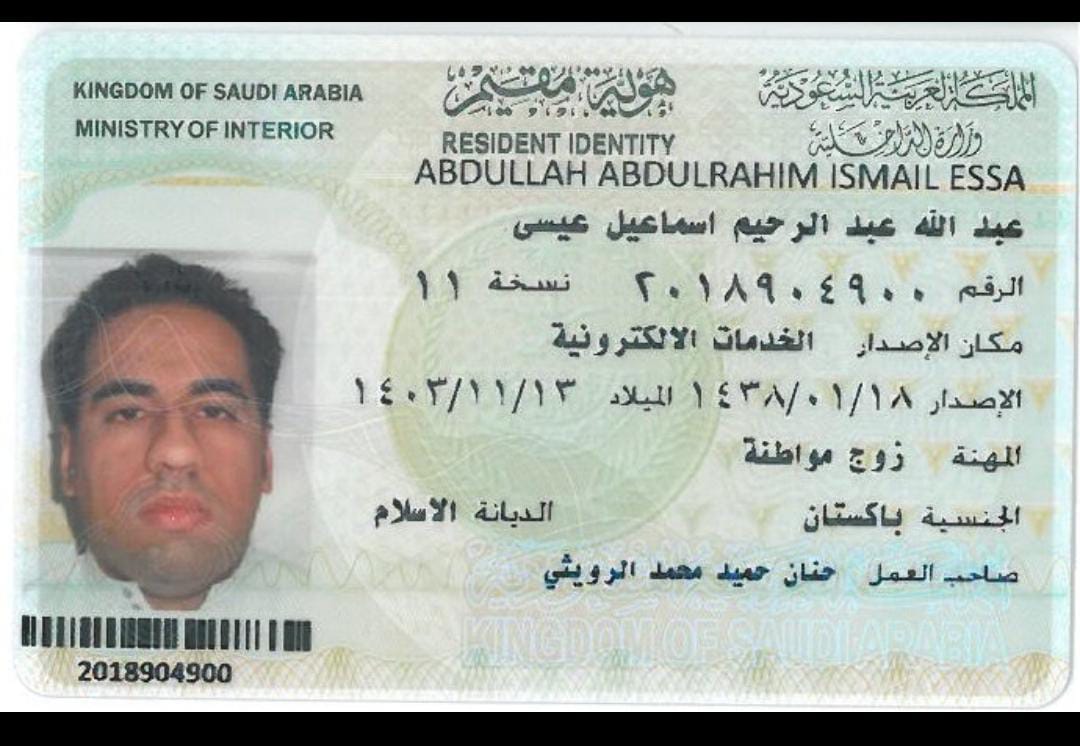 KINGDOM OF SAUDI ARABIA
MINISTRY OF INTERIOR
هوية مقيم
RESIDENT IDENTITY
المملكة العربية السعودية
وزارة الداخلية
ABDULLAH ABDULRAHIM ISMAIL ESSA
عبد الله عبد الرحيم اسماعيل عيسى
الرقم ٢٠١٨٩٠٤٩٠٠ نسخة ١١
مكان الإصدار الخدمات الالكترونية
الإصدار ١٤٣٨/٠١/١٨ الميلاد ١٤٠٣/١١/١٣
المهنة زوج مواطنة
الجنسية باكستان الديانة الاسلام
صاحب العمل حنان حميد محمد الرويثي
KINGDOM OF SAUDI ARABIA
2018904900